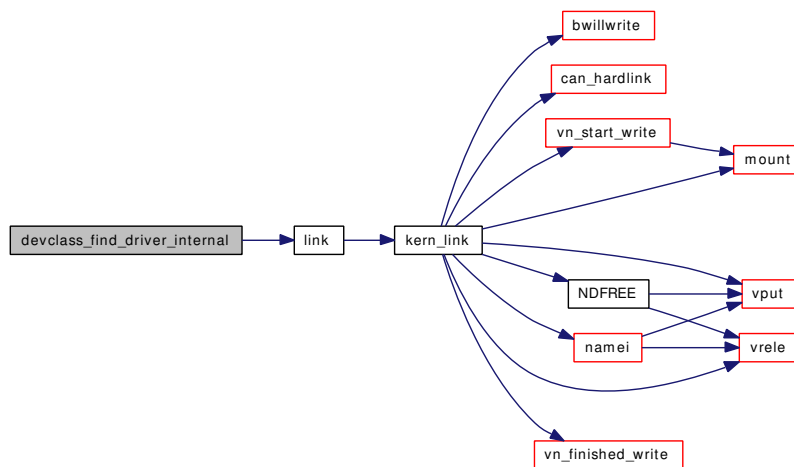 bwillwrite
can_hardlink
vn_start_write
mount
devclass_find_driver_internal
link
kern_link
NDFREE
vput
namei
vrele
vn_finished_write